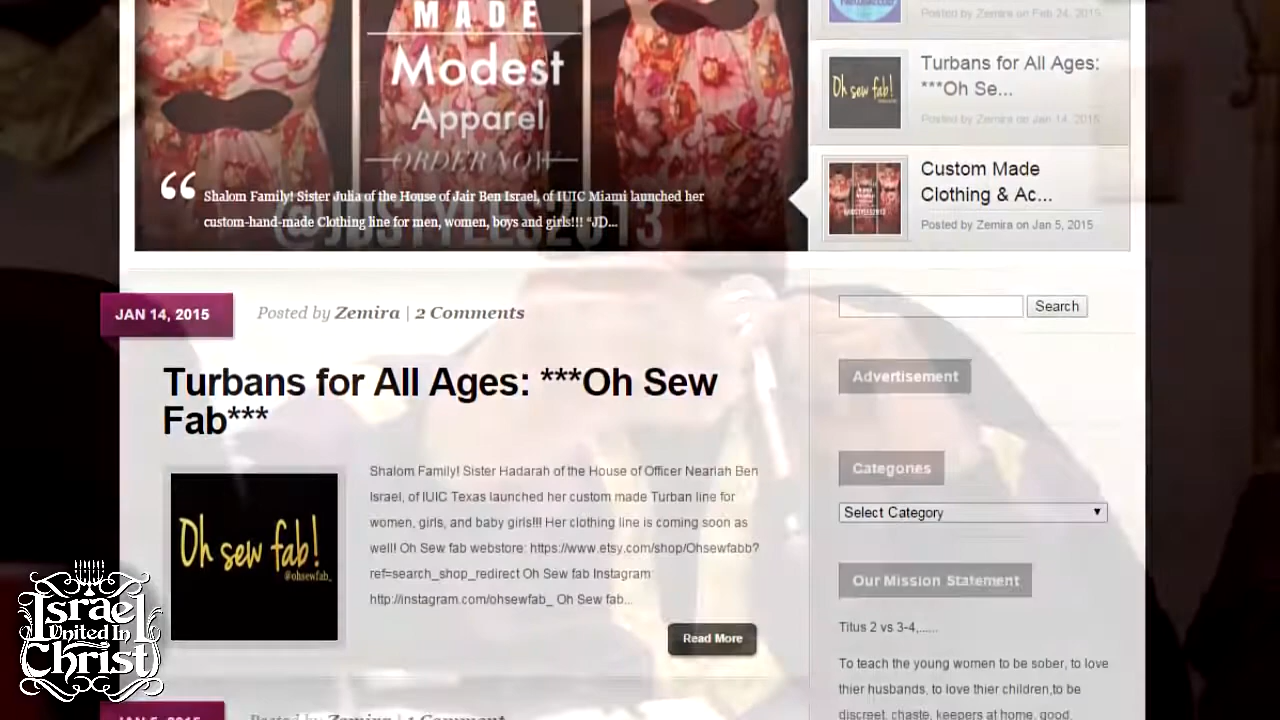 MADE
Modest
Apparel
ORDER NOW
Shalom Family! Sister Julia of the House of Jair Ben Israel, of IUIC Miami launched her
custom-hand-made Clothing line for men, women, boys and girls!!! “JD...
@JDSTYLES2013
Posted by Zemira on Feb 24, 2015
Oh sew fab!
Turbans for All Ages:
***Oh Se...
Posted by Zemira on Jan 14, 2015
Custom Made
Clothing & Ac...
Posted by Zemira on Jan 5, 2015
JAN 14, 2015
Posted by Zemira | 2 Comments
Turbans for All Ages: ***Oh Sew
Fab***
Oh sew fab!
@ohsewfab_
Shalom Family! Sister Hadarah of the House of Officer Neariah Ben
Israel, of IUIC Texas launched her custom made Turban line for
women, girls, and baby girls!!! Her clothing line is coming soon as
well! Oh Sew fab webstore: https://www.etsy.com/shop/Ohsewfabb?
ref=search_shop_redirect Oh Sew fab Instagram:
http://instagram.com/ohsewfab_ Oh Sew fab...
Read More
JAN 5, 2015
Posted by Zemira | 1 Comment
Search
Advertisement
Categories
Select Category
Our Mission Statement
Titus 2 vs 3-4,......
To teach the young women to be sober, to love
thier husbands, to love thier children,to be
discreet, chaste, keepers at home, good,
Israel
United In
Christ